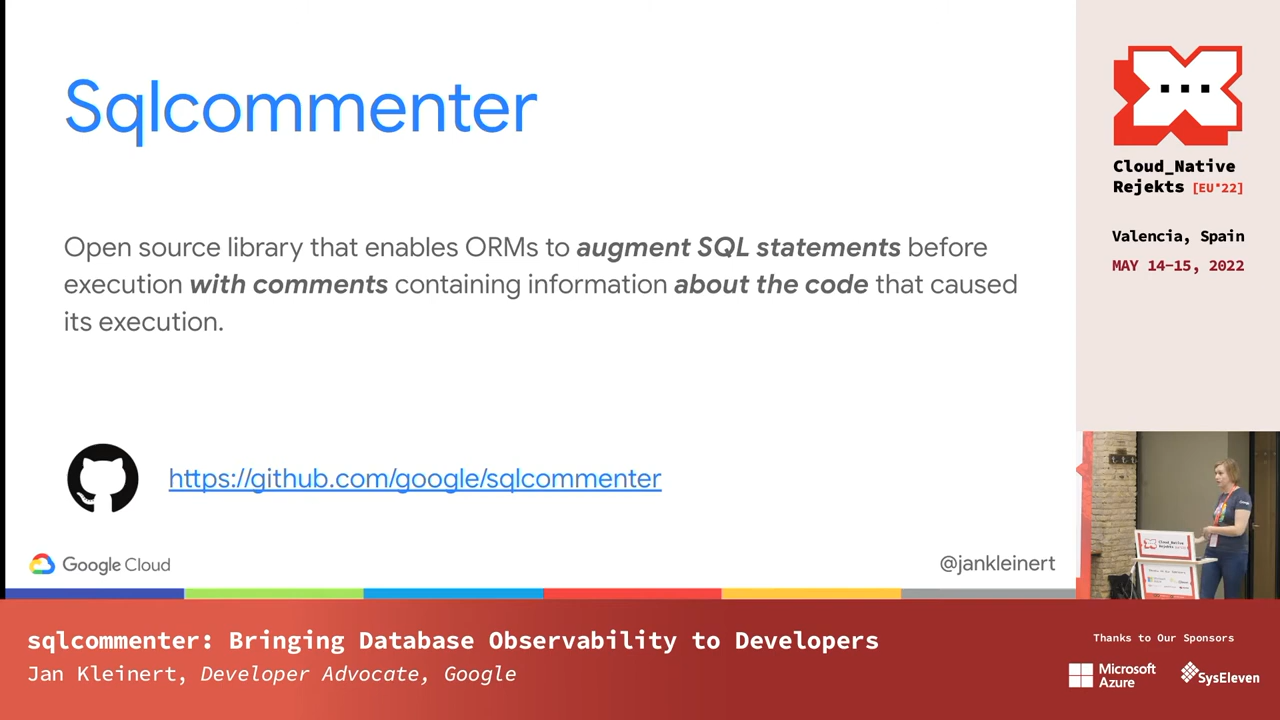 Sqlcommenter
Open source library that enables ORMs to augment SQL statements before
execution with comments containing information about the code that caused
its execution.
https://github.com/google/sqlcommenter
Google Cloud
@jankleinert
Cloud_Native
Rejekts [EU*22]
Valencia, Spain
MAY 14-15, 2022
sqlcommenter: Bringing Database Observability to Developers
Jan Kleinert, Developer Advocate, Google
Thanks to Our Sponsors
Microsoft
Azure
SysEleven